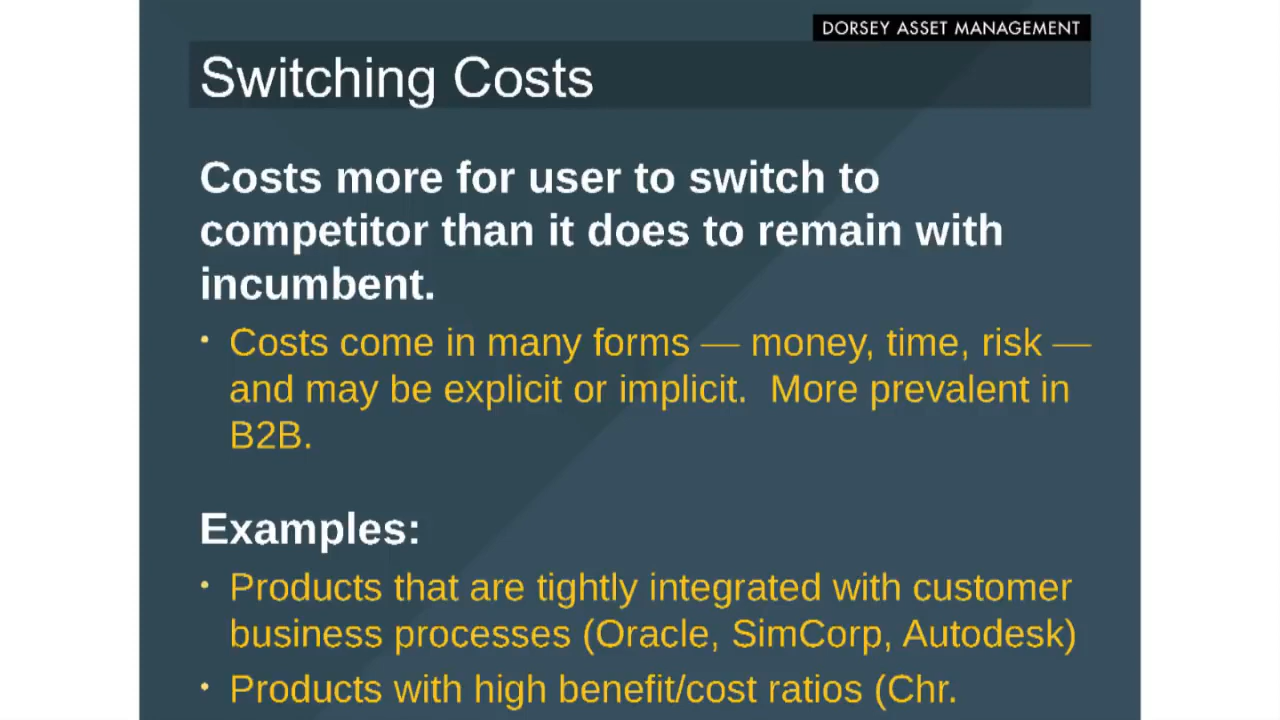 DORSEY ASSET MANAGEMENT
Switching Costs
Costs more for user to switch to
competitor than it does to remain with
incumbent.
• Costs come in many forms — money, time, risk —
and may be explicit or implicit.  More prevalent in
B2B.
Examples:
• Products that are tightly integrated with customer
business processes (Oracle, SimCorp, Autodesk)
• Products with high benefit/cost ratios (Chr.